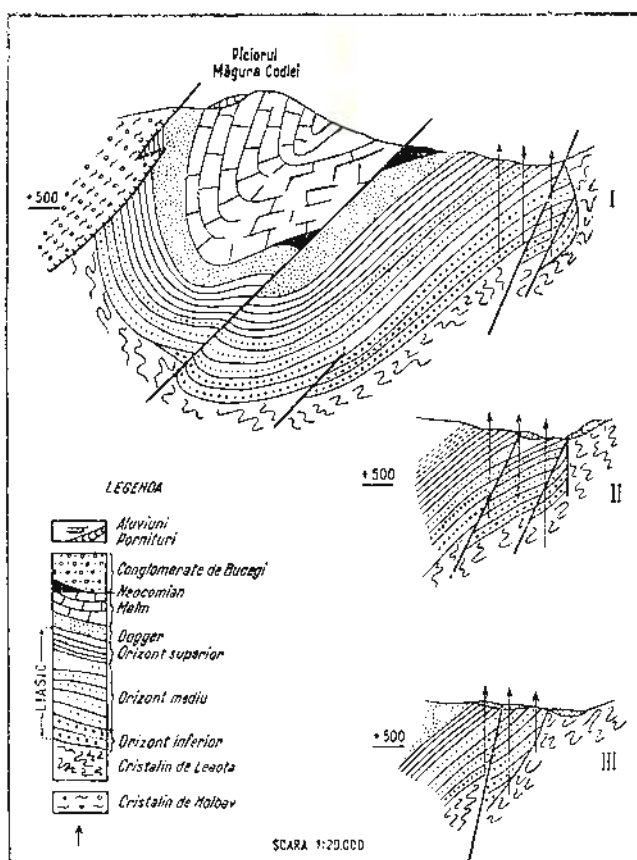 Piciorul
Măgura Codlei
+500
I
+500
II
LEGENDA
Aluviuni
Pornituri
Conglomerate de Bucegi
Neocomian
Malm
Dogger
Orizont superior
LIASIC
Orizont mediu
Orizont inferior
Cristalin de Leaota
Cristalin de Holbav
+500
III
SCARA 1:20.000